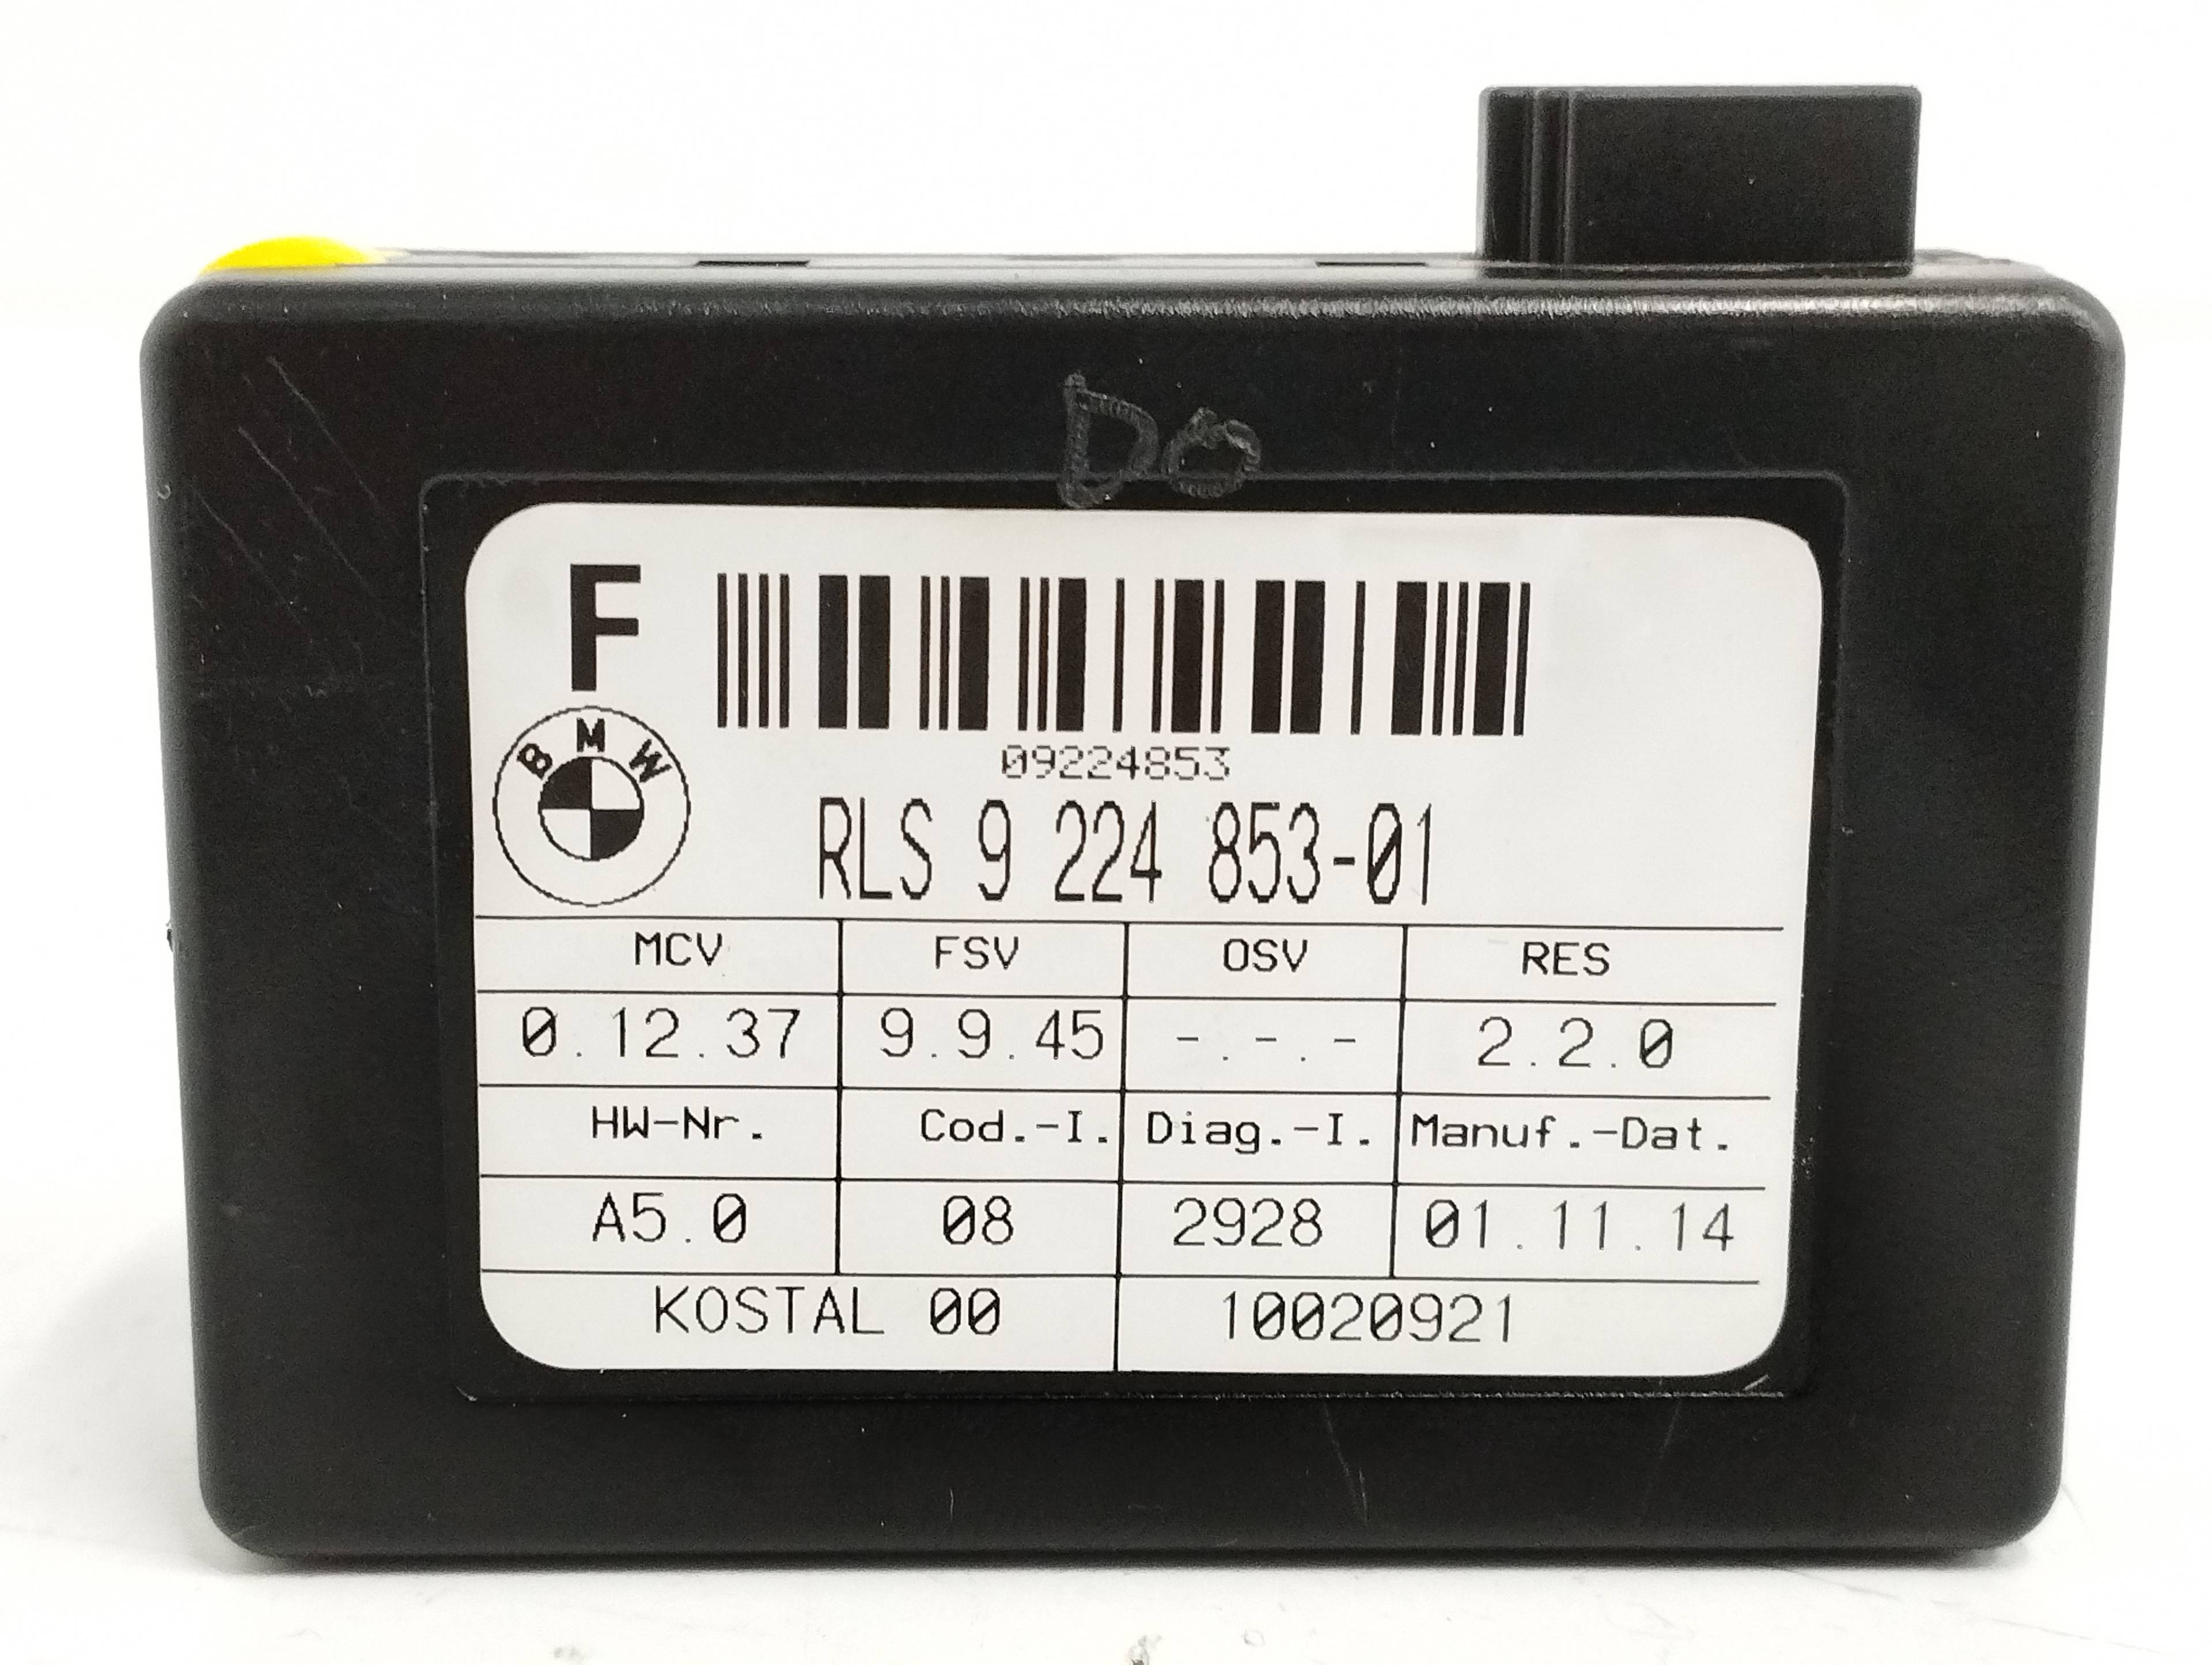 DO
F
BMW
09224853
RLS 9 224 853-01
MCV FSV OSV RES
0.12.37 9.9.45 -.-.- 2.2.0
HW-Nr. Cod.-I. Diag.-I. Manuf.-Dat.
A5.0 08 2928 01.11.14
KOSTAL 00 10020921